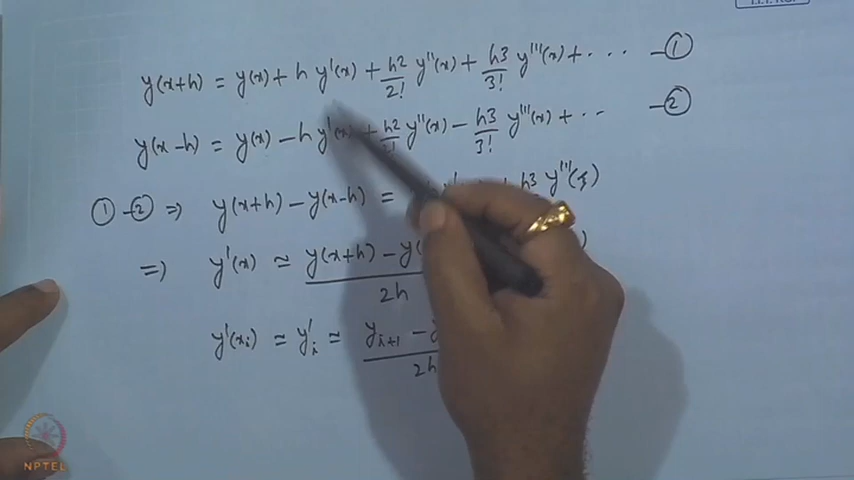 y(x+h) = y(x) + h y'(x) + h2/2! y''(x) + h3/3! y'''(x) + ... -①
y(x-h) = y(x) - h y'(x) + h2/2! y''(x) - h3/3! y'''(x) + ... -②
① - ② ⇒ y(x+h) - y(x-h) = h3 y'''(ξ)
⇒ y'(x) ≃ y(x+h) - y( / 2h
y'(xi) ≃ y'i ≃ yi+1 - / 2h
NPTEL